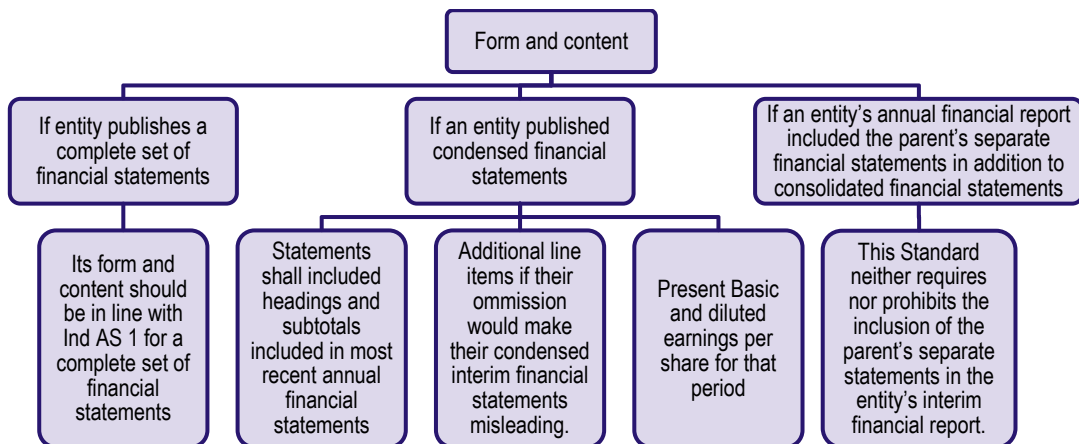 Form and content
If entity publishes a
complete set of
financial statements
If an entity published
condensed financial
statements
If an entity's annual financial report
included the parent's separate
financial statements in addition to
consolidated financial statements
Its form and
content should
be in line with
Ind AS 1 for a
complete set of
financial
statements
Statements
shall included
headings and
subtotals
included in most
recent annual
financial
statements
Additional line
items if their
ommission
would make
their condensed
interim financial
statements
misleading.
Present Basic
and diluted
earnings per
share for that
period
This Standard
neither requires
nor prohibits the
inclusion of the
parent's separate
statements in the
entity's interim
financial report.